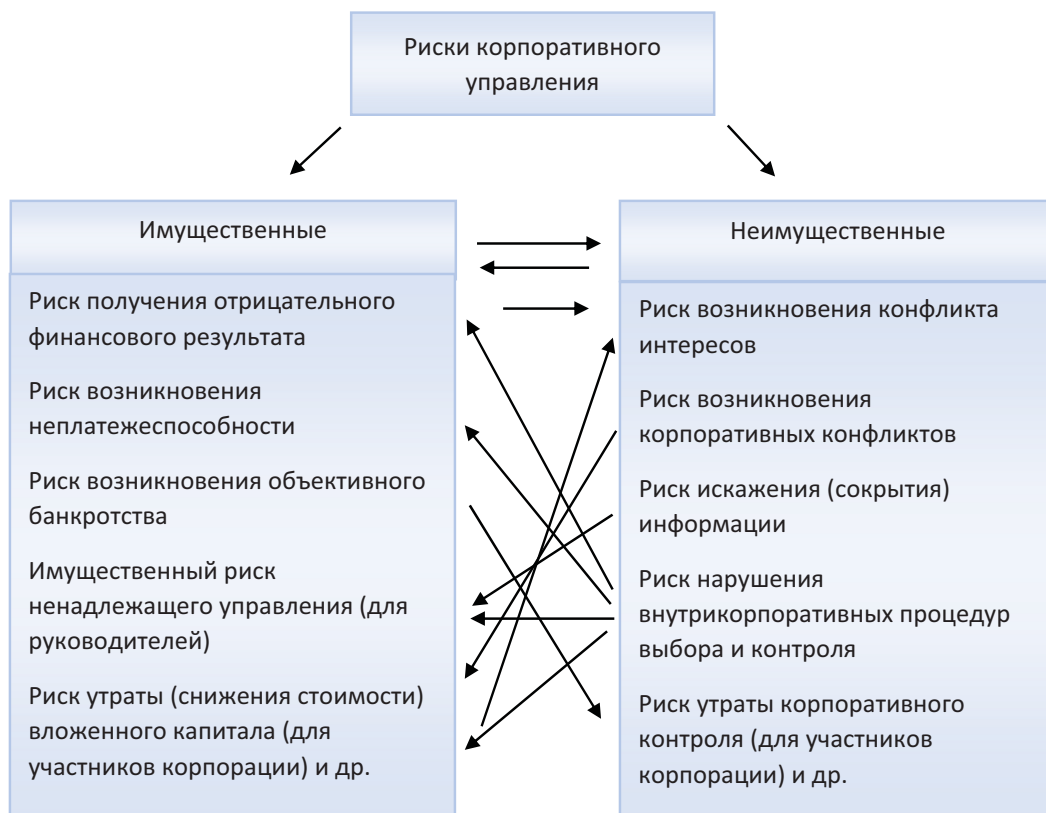 Риски корпоративного
управления
Имущественные
Риск получения отрицательного
финансового результата
Риск возникновения
неплатежеспособности
Риск возникновения объективного
банкротства
Имущественный риск
ненадлежащего управления (для
руководителей)
Риск утраты (снижения стоимости)
вложенного капитала (для
участников корпорации) и др.
Неимущественные
Риск возникновения конфликта
интересов
Риск возникновения
корпоративных конфликтов
Риск искажения (сокрытия)
информации
Риск нарушения
внутрикорпоративных процедур
выбора и контроля
Риск утраты корпоративного
контроля (для участников
корпорации) и др.